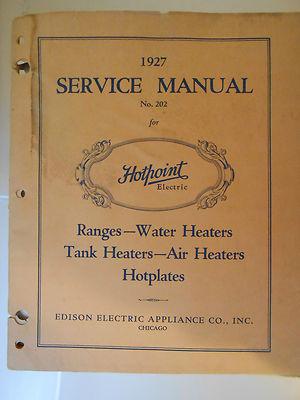 1927
SERVICE MANUAL
No. 202
for
Hotpoint
Electric
Ranges—Water Heaters
Tank Heaters—Air Heaters
Hotplates
EDISON ELECTRIC APPLIANCE CO., INC.
CHICAGO